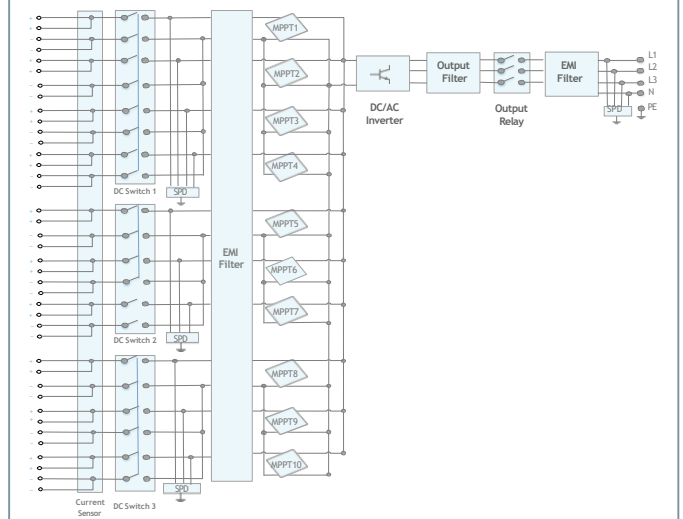 MPPT1
MPPT2
MPPT3
MPPT4
DC Switch 1
SPD
MPPT5
MPPT6
MPPT7
EMI
Filter
DC Switch 2
SPD
MPPT8
MPPT9
MPPT10
SPD
Current
Sensor
DC Switch 3
DC/AC
Inverter
Output
Filter
Output
Relay
EMI
Filter
L1
L2
L3
N
SPD
PE